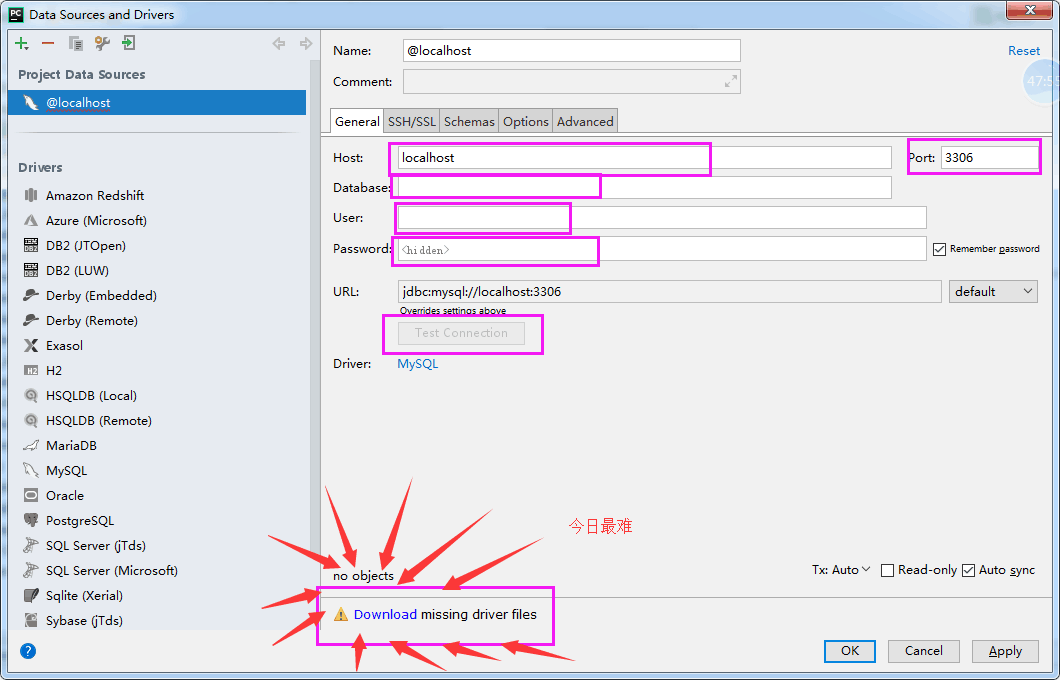 PC Data Sources and Drivers
Project Data Sources
@localhost
Drivers
Amazon Redshift
Azure (Microsoft)
DB2 (JTOpen)
DB2 (LUW)
Derby (Embedded)
Derby (Remote)
Exasol
H2 H2
HSQLDB (Local)
HSQLDB (Remote)
MariaDB
MySQL
Oracle
PostgreSQL
SQL Server (jTds)
SQL Server (Microsoft)
Sqlite (Xerial)
Sybase (jTds)
?
Name: @localhost Reset
Comment:
General SSH/SSL Schemas Options Advanced
Host: localhost Port: 3306
Database:
User:
Password: <hidden> Remember password
URL: jdbc:mysql://localhost:3306 default
Overrides settings above
Test Connection
Driver: MySQL
今日最难
no objects
Tx: Auto Read-only Auto sync
Download missing driver files
OK Cancel Apply